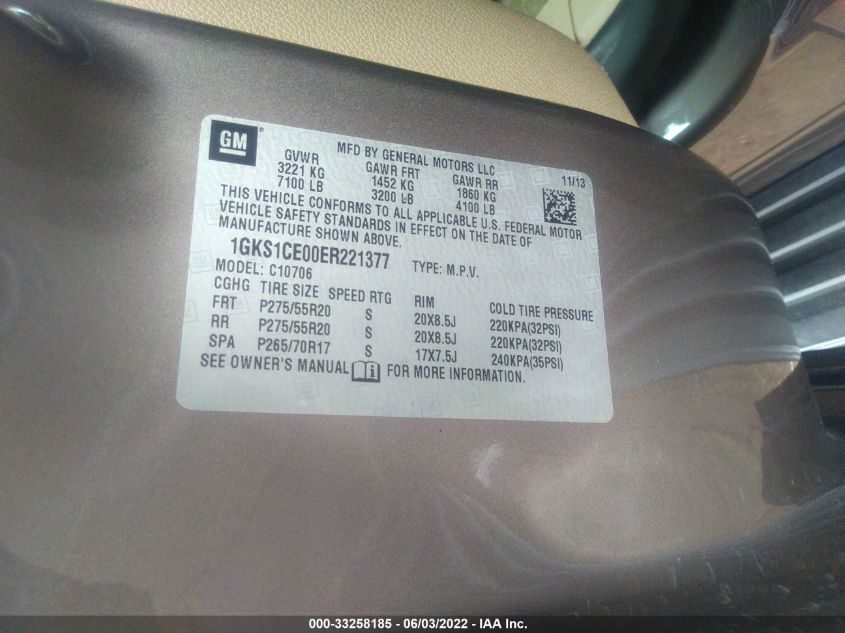 GM ®
MFD BY GENERAL MOTORS LLC
11/13
GVWR GAWR FRT GAWR RR
3221 KG 1452 KG 1860 KG
7100 LB 3200 LB 4100 LB
THIS VEHICLE CONFORMS TO ALL APPLICABLE U.S. FEDERAL MOTOR
VEHICLE SAFETY STANDARDS IN EFFECT ON THE DATE OF
MANUFACTURE SHOWN ABOVE.
1GKS1CE00ER221377 TYPE: M.P.V.
MODEL: C10706
CGHG TIRE SIZE SPEED RTG RIM COLD TIRE PRESSURE
FRT P275/55R20 S 20X8.5J 220KPA(32PSI)
RR P275/55R20 S 20X8.5J 220KPA(32PSI)
SPA P265/70R17 S 17X7.5J 240KPA(35PSI)
SEE OWNER'S MANUAL i FOR MORE INFORMATION.
000-33258185 - 06/03/2022 - IAA Inc.